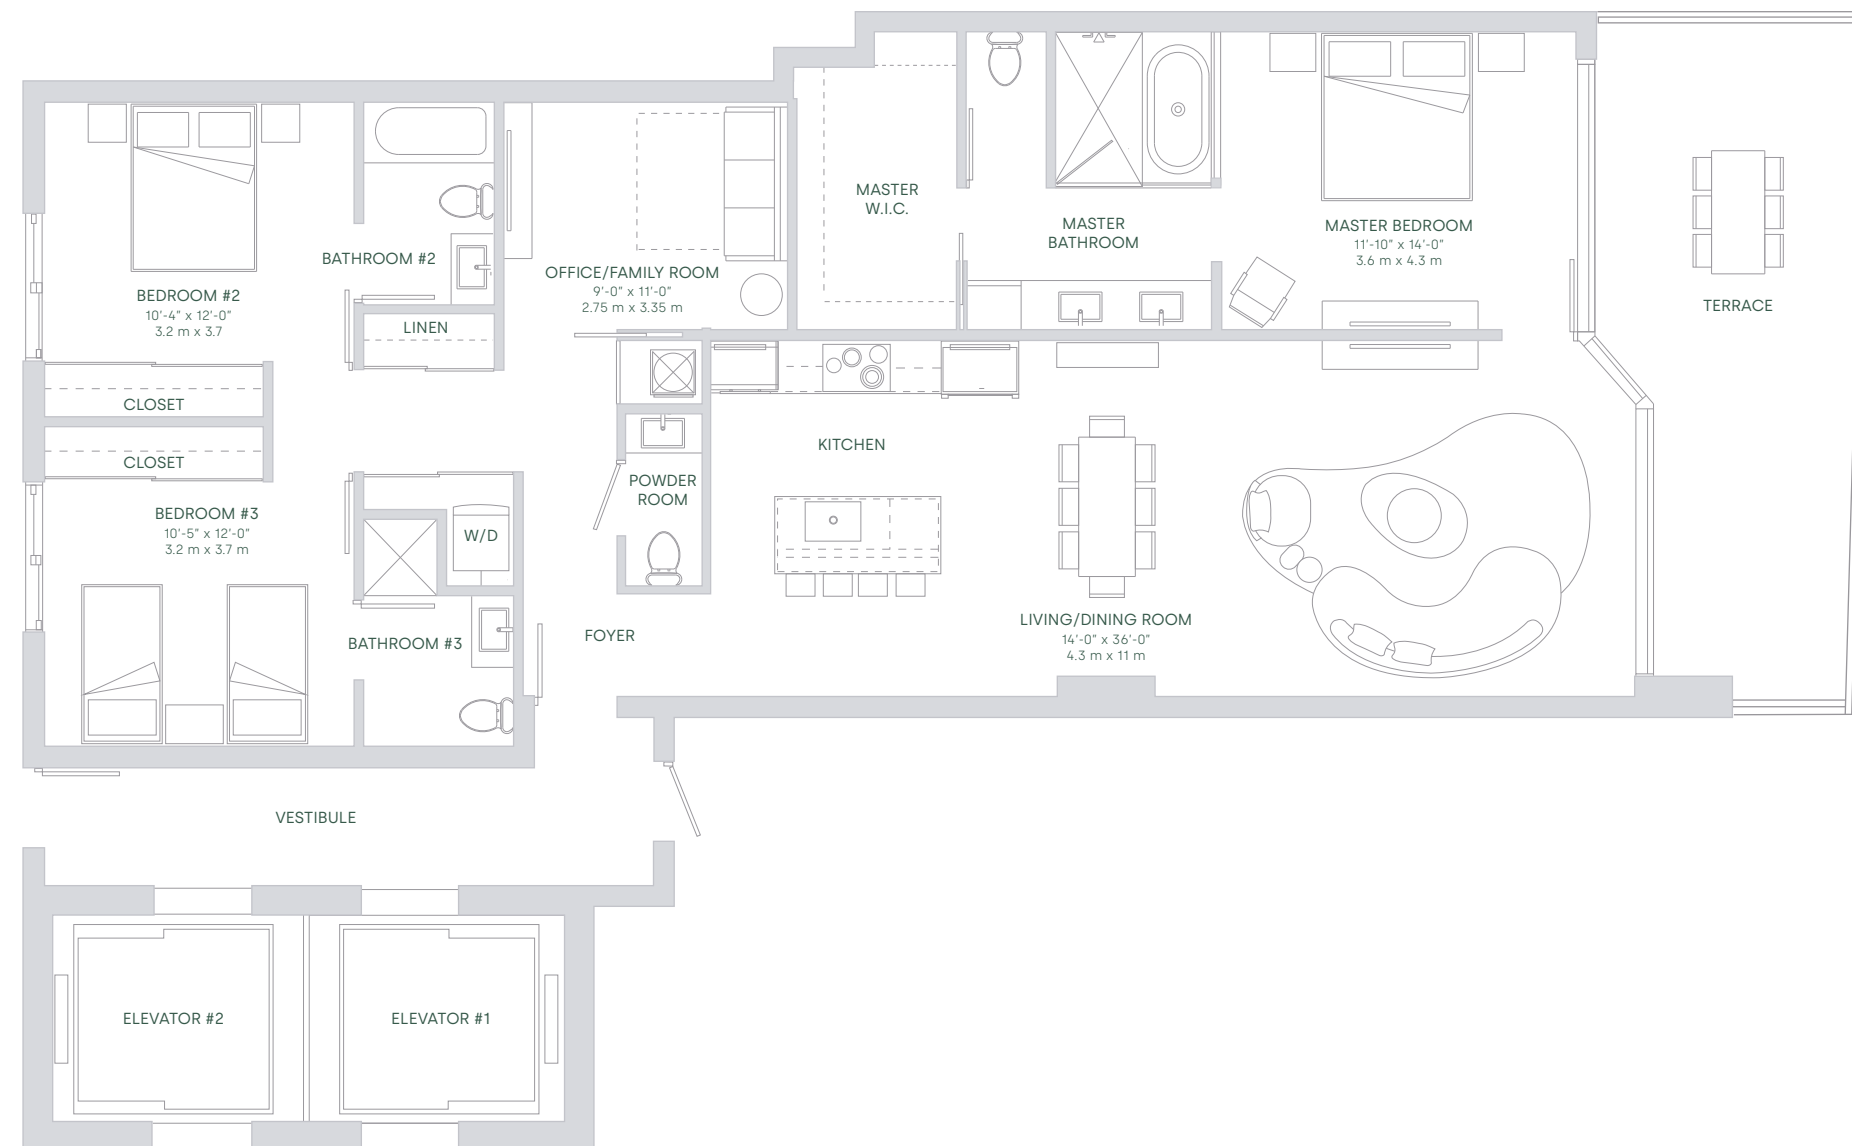 MASTER
W.I.C.
MASTER
BATHROOM
MASTER BEDROOM
11'-10" x 14'-0"
3.6 m x 4.3 m
TERRACE
BATHROOM #2
OFFICE/FAMILY ROOM
9'-0" x 11'-0"
2.75 m x 3.35 m
BEDROOM #2
10'-4" x 12'-0"
3.2 m x 3.7
LINEN
CLOSET
CLOSET
KITCHEN
POWDER
ROOM
BEDROOM #3
10'-5" x 12'-0"
3.2 m x 3.7 m
W/D
BATHROOM #3
FOYER
LIVING/DINING ROOM
14'-0" x 36'-0"
4.3 m x 11 m
VESTIBULE
ELEVATOR #2
ELEVATOR #1